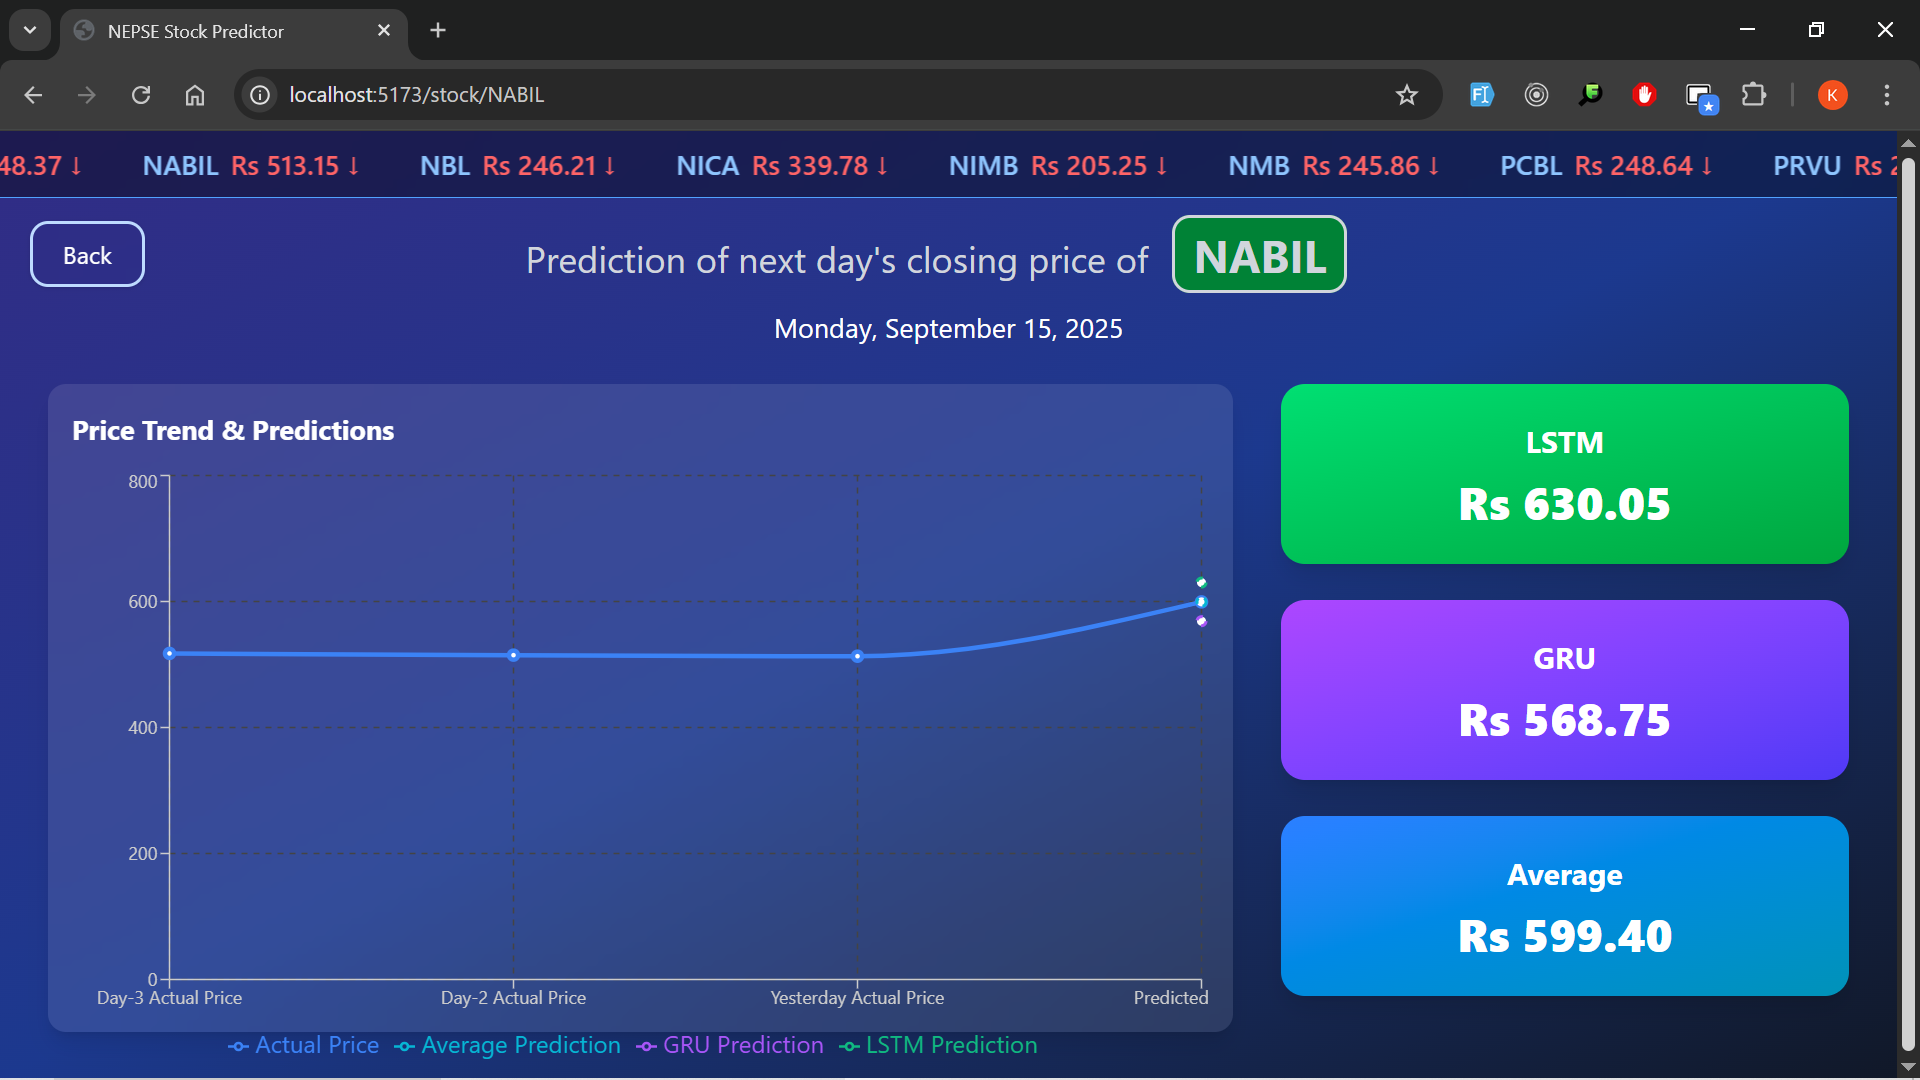 NEPSE Stock Predictor
localhost:5173/stock/NABIL
K
48.37 ↓ NABIL Rs 513.15 ↓ NBL Rs 246.21 ↓ NICA Rs 339.78 ↓ NIMB Rs 205.25 ↓ NMB Rs 245.86 ↓ PCBL Rs 248.64 ↓ PRVU Rs 2
Back
Prediction of next day's closing price of NABIL
Monday, September 15, 2025
Price Trend & Predictions
800
600
400
200
0
Day-3 Actual Price Day-2 Actual Price Yesterday Actual Price Predicted
Actual Price Average Prediction GRU Prediction LSTM Prediction
LSTM
Rs 630.05
GRU
Rs 568.75
Average
Rs 599.40